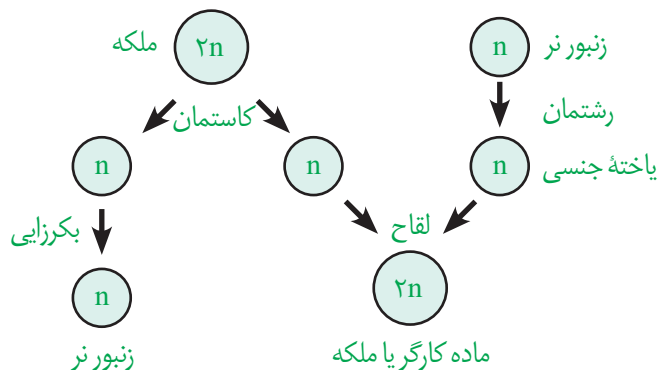 ملکه
۲n
زنبور نر
n
کاستمان
رشتمان
n
n
n
یاختهٔ جنسی
بکرزایی
لقاح
n
۲n
زنبور نر
ماده کارگر یا ملکه